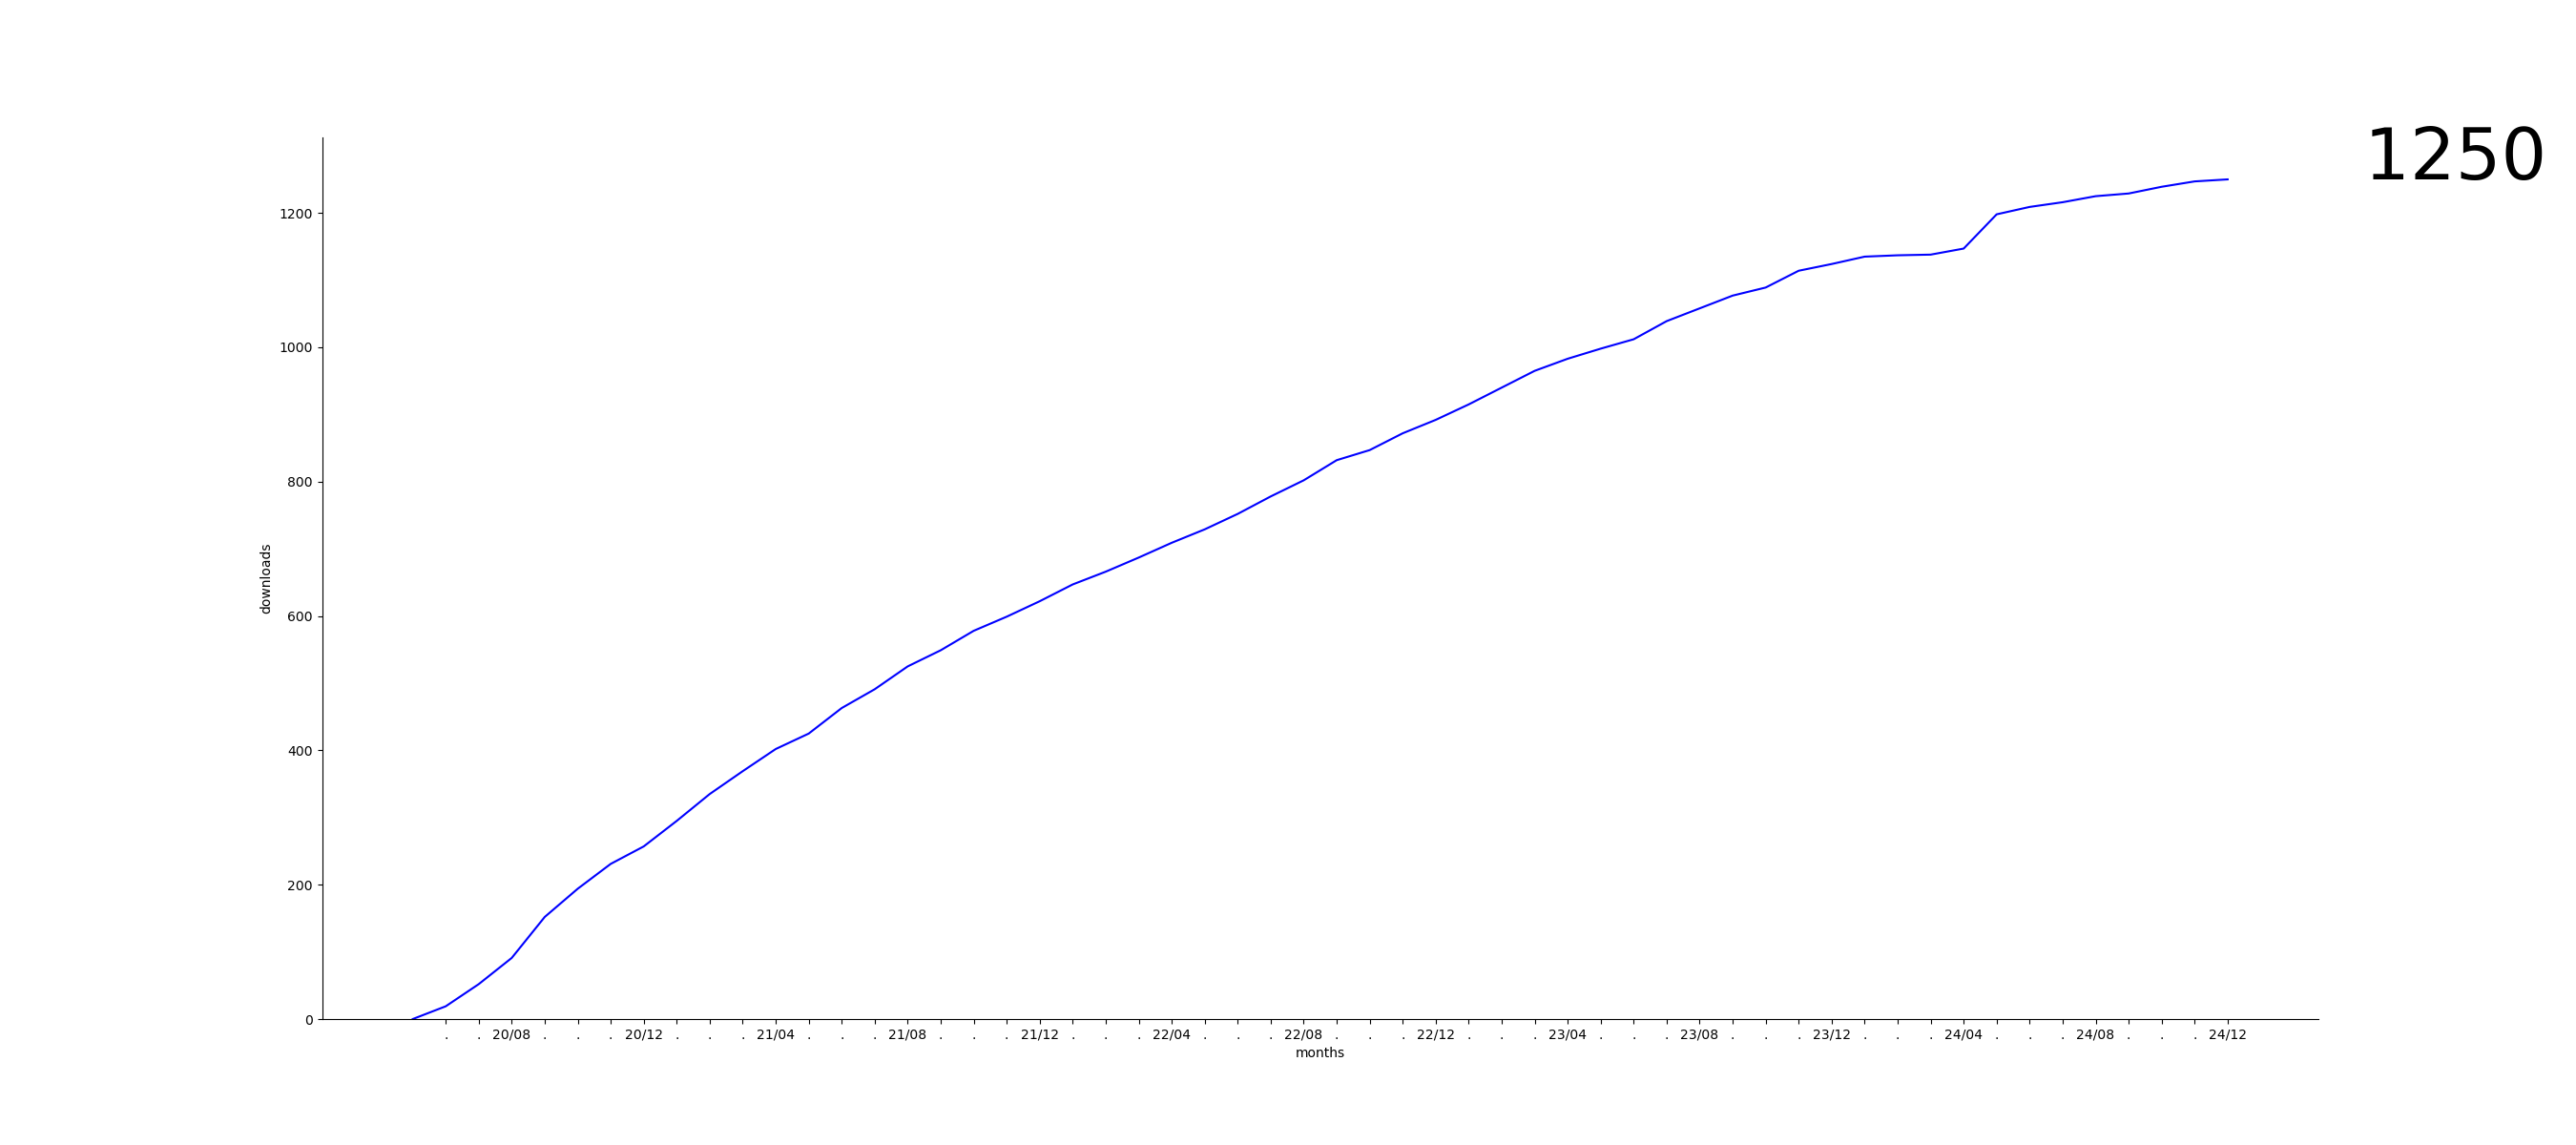 1250
1200
1000
800
600
400
200
0
downloads
. . 20/08 . . . 20/12 . . . 21/04 . . . 21/08 . . . 21/12 . . . 22/04 . . . 22/08 . . . 22/12 . . . 23/04 . . . 23/08 . . . 23/12 . . . 24/04 . . . 24/08 . . . 24/12
months